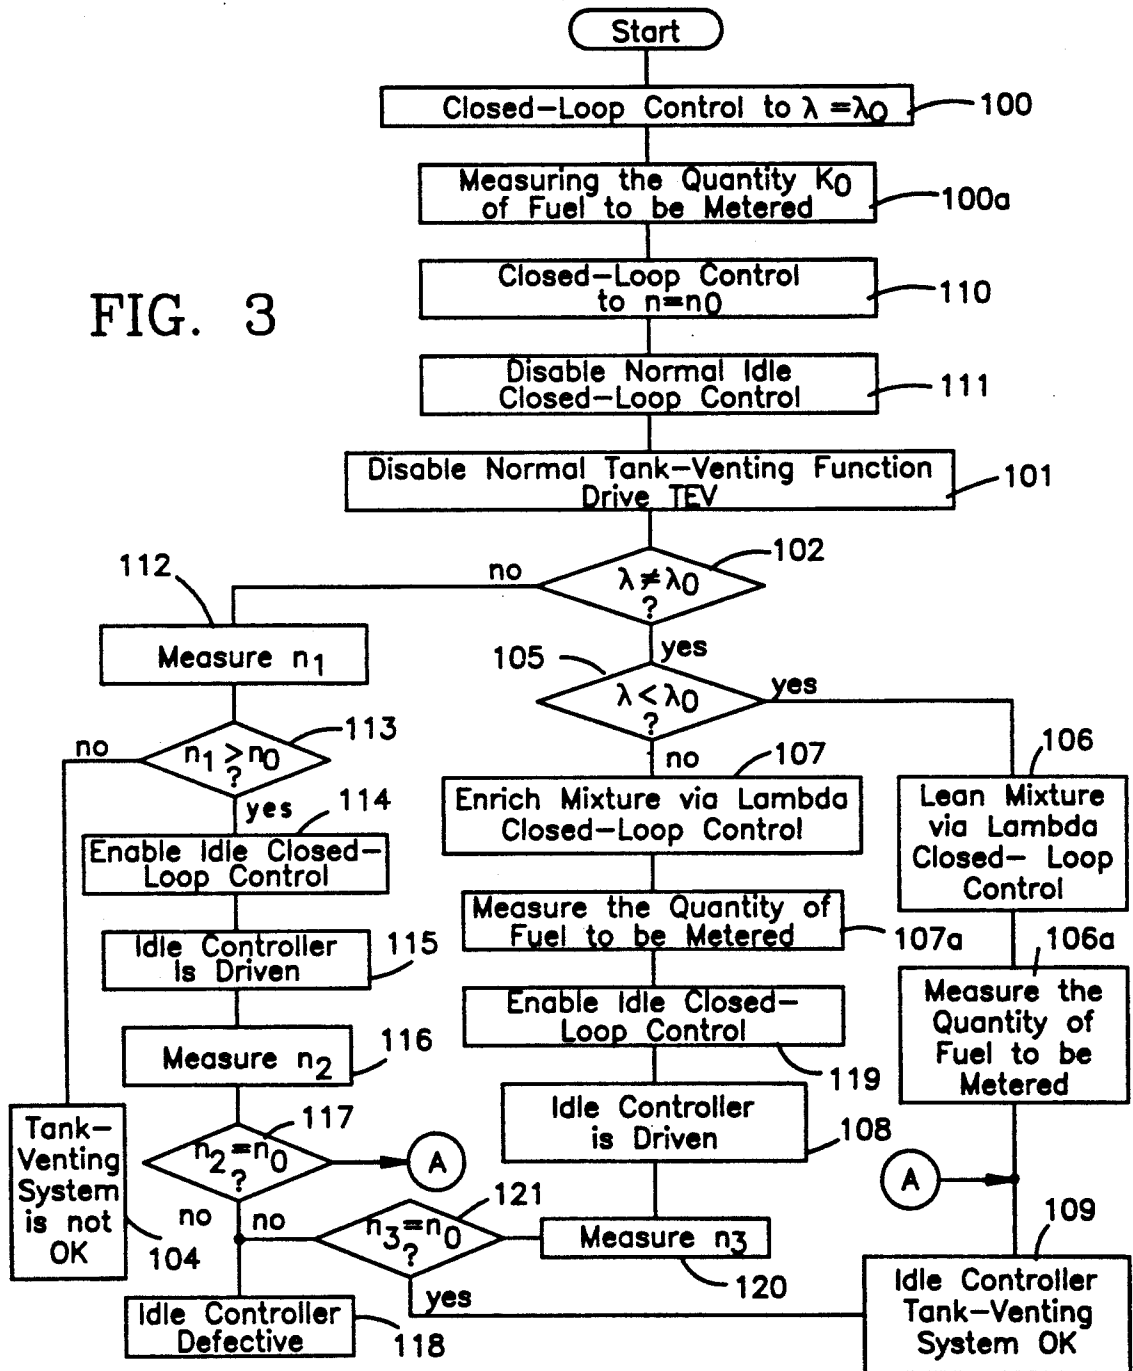 Start
Closed-Loop Control to λ=λ0
100
Measuring the Quantity K0
of Fuel to be Metered
100a
Closed-Loop Control
to n=n0
110
FIG. 3
Disable Normal Idle
Closed-Loop Control
111
Disable Normal Tank-Venting Function
Drive TEV
101
λ≠λ0
?
102
no
yes
112
Measure n1
105
λ<λ0
?
yes
no
n1>n0
?
113
no
yes
114
Enable Idle Closed-
Loop Control
107
Enrich Mixture via Lambda
Closed-Loop Control
106
Lean Mixture
via Lambda
Closed- Loop
Control
Idle Controller
Is Driven
115
Measure the Quantity of
Fuel to be Metered
107a
106a
Measure the
Quantity of
Fuel to be
Metered
Measure n2
116
Enable Idle Closed-
Loop Control
119
Idle Controller
is Driven
108
Tank-
Venting
System
is not
OK
104
n2=n0
?
117
A
no
A
n3=n0
?
121
no
yes
Measure n3
120
109
Idle Controller
Tank-Venting
System OK
Idle Controller
Defective
118